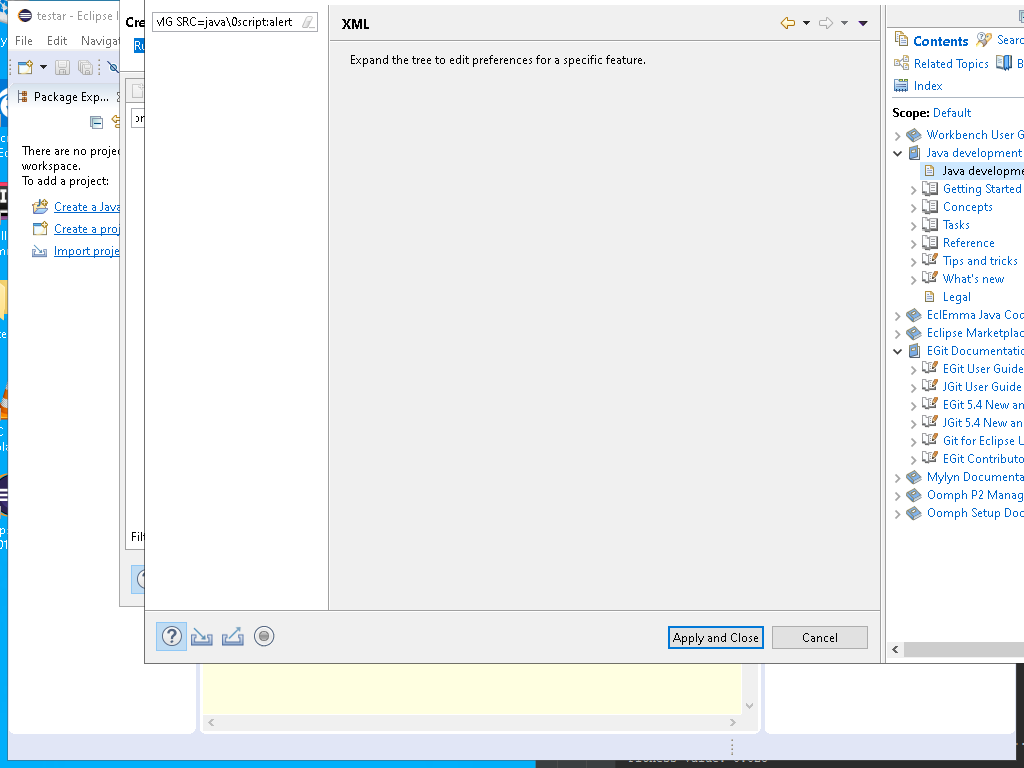 testar - Eclipse I
File Edit Navigat
Package Exp...
There are no proje
workspace.
To add a project:
Create a Java
Create a proj
Import proje
Cre
Ru
or
Filt
MG SRC=java\0script:alert
XML
Expand the tree to edit preferences for a specific feature.
Apply and Close
Cancel
Contents Searc
Related Topics B
Index
Scope: Default
Workbench User G
Java development
Java developme
Getting Started
Concepts
Tasks
Reference
Tips and tricks
What's new
Legal
EclEmma Java Coc
Eclipse Marketplac
EGit Documentatic
EGit User Guide
JGit User Guide
EGit 5.4 New an
JGit 5.4 New an
Git for Eclipse U
EGit Contributo
Mylyn Documenta
Oomph P2 Manag
Oomph Setup Doc